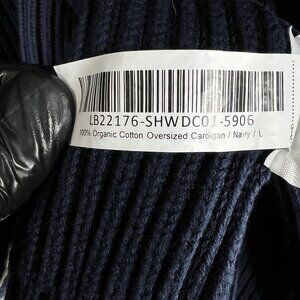 LB22176-SHWDC01-5906
100% Organic Cotton Oversized Cardigan / Navy / L